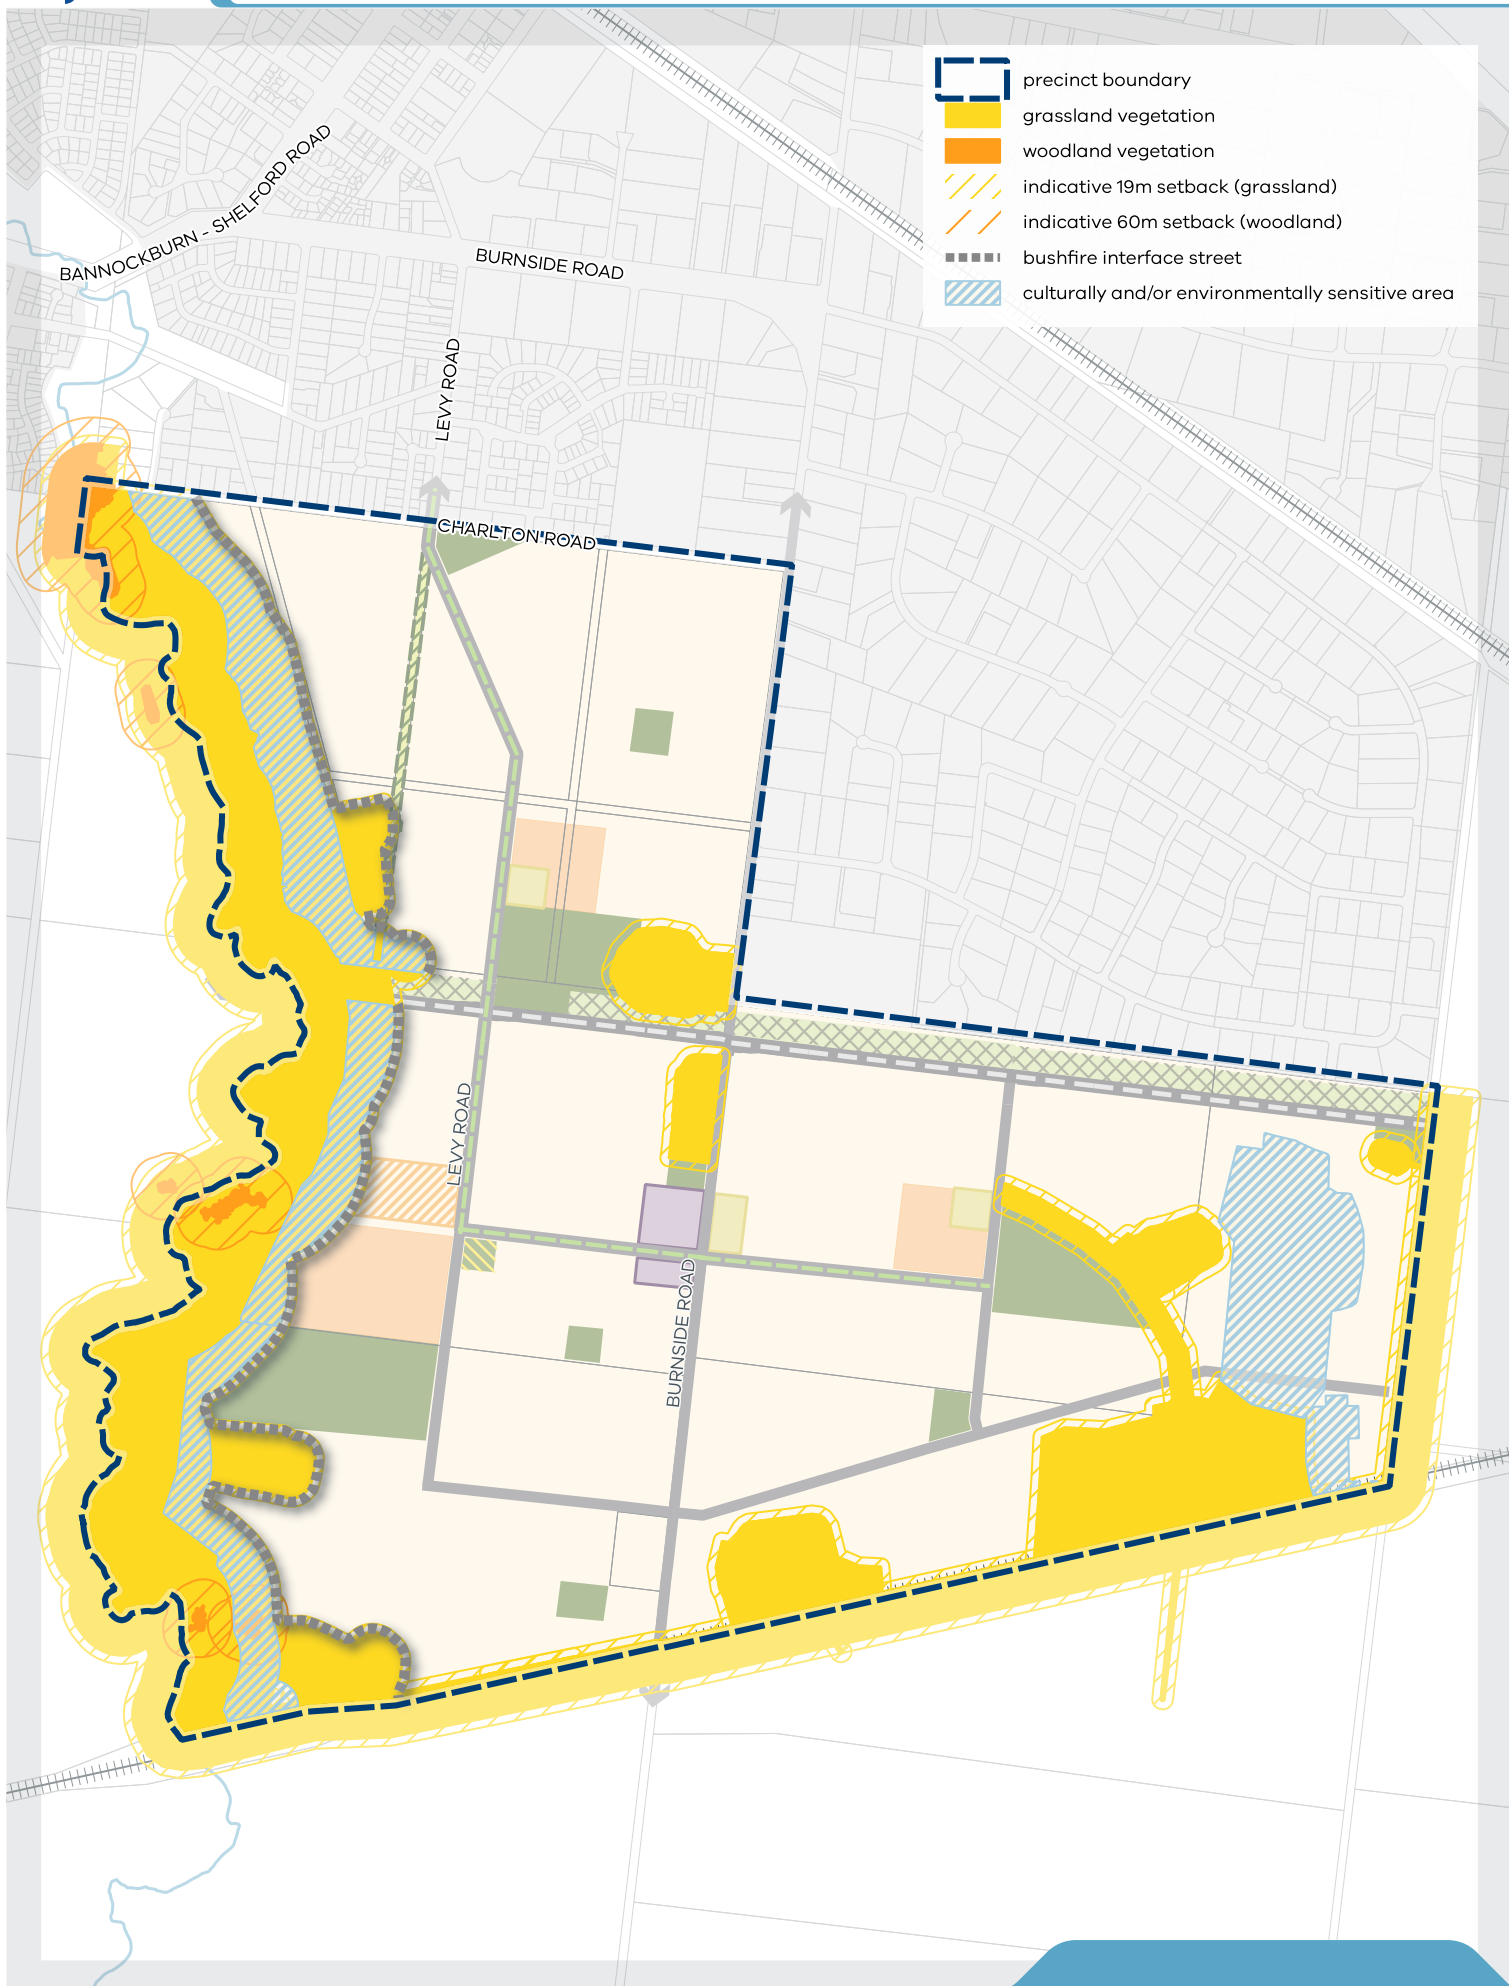 precinct boundary
grassland vegetation
woodland vegetation
indicative 19m setback (grassland)
indicative 60m setback (woodland)
bushfire interface street
culturally and/or environmentally sensitive area
BANNOCKBURN - SHELFORD ROAD
BURNSIDE ROAD
LEVY ROAD
CHARLTON ROAD
LEVY ROAD
BURNSIDE ROAD